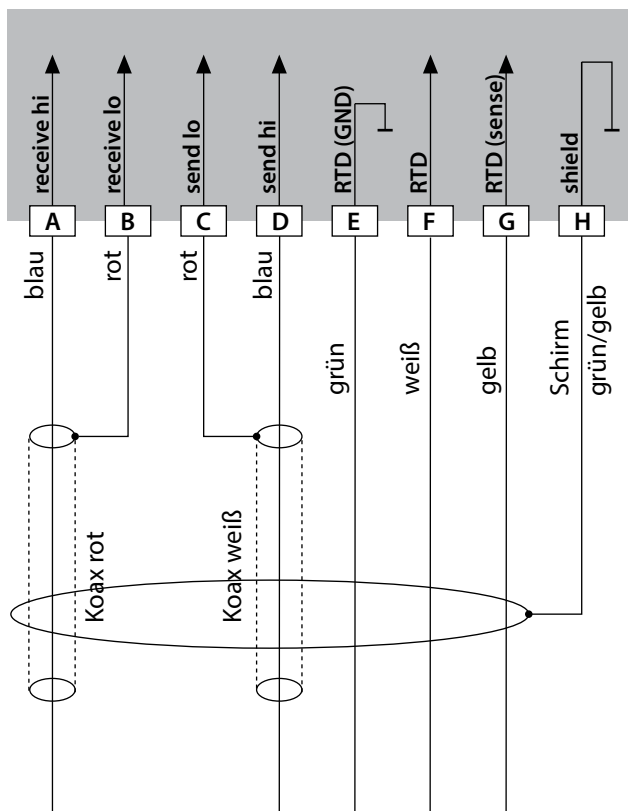 receive hi
receive lo
send lo
send hi
RTD (GND)
RTD
RTD (sense)
shield
A
B
C
D
E
F
G
H
blau
rot
rot
blau
grün
weiß
gelb
Schirm
grün/gelb
Koax rot
Koax weiß